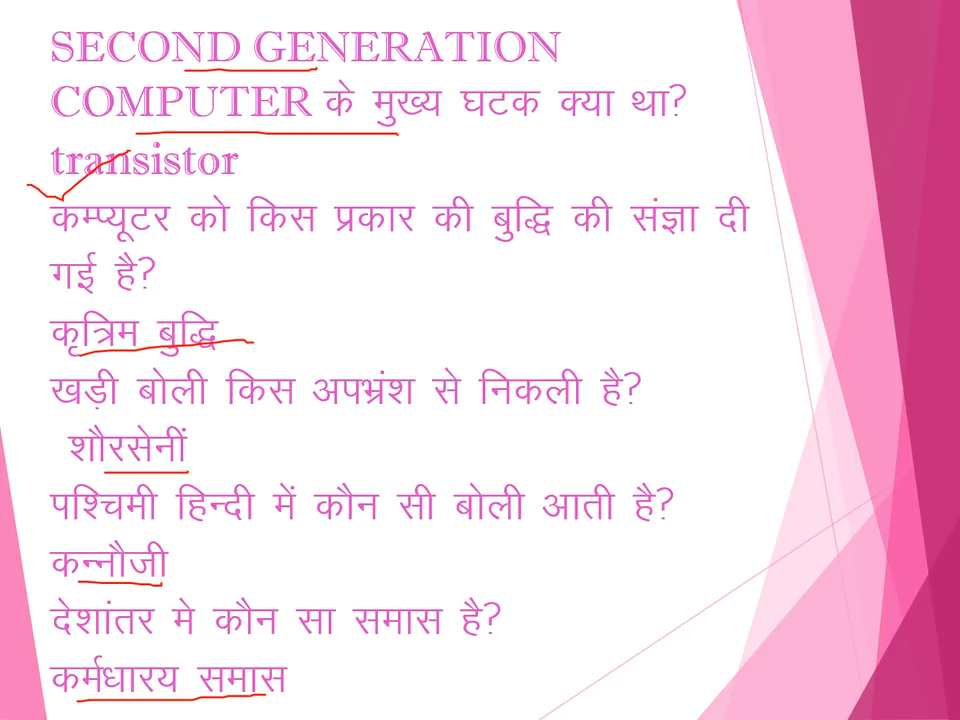 SECOND GENERATION
COMPUTER के मुख्य घटक क्या था?
transistor
कम्प्यूटर को किस प्रकार की बुद्धि की संज्ञा दी
गई है?
कृत्रिम बुद्धि
खड़ी बोली किस अपभ्रंश से निकली है?
शौरसेनीं
पश्चिमी हिन्दी में कौन सी बोली आती है?
कन्नौजी
देशांतर मे कौन सा समास है?
कर्मधारय समास